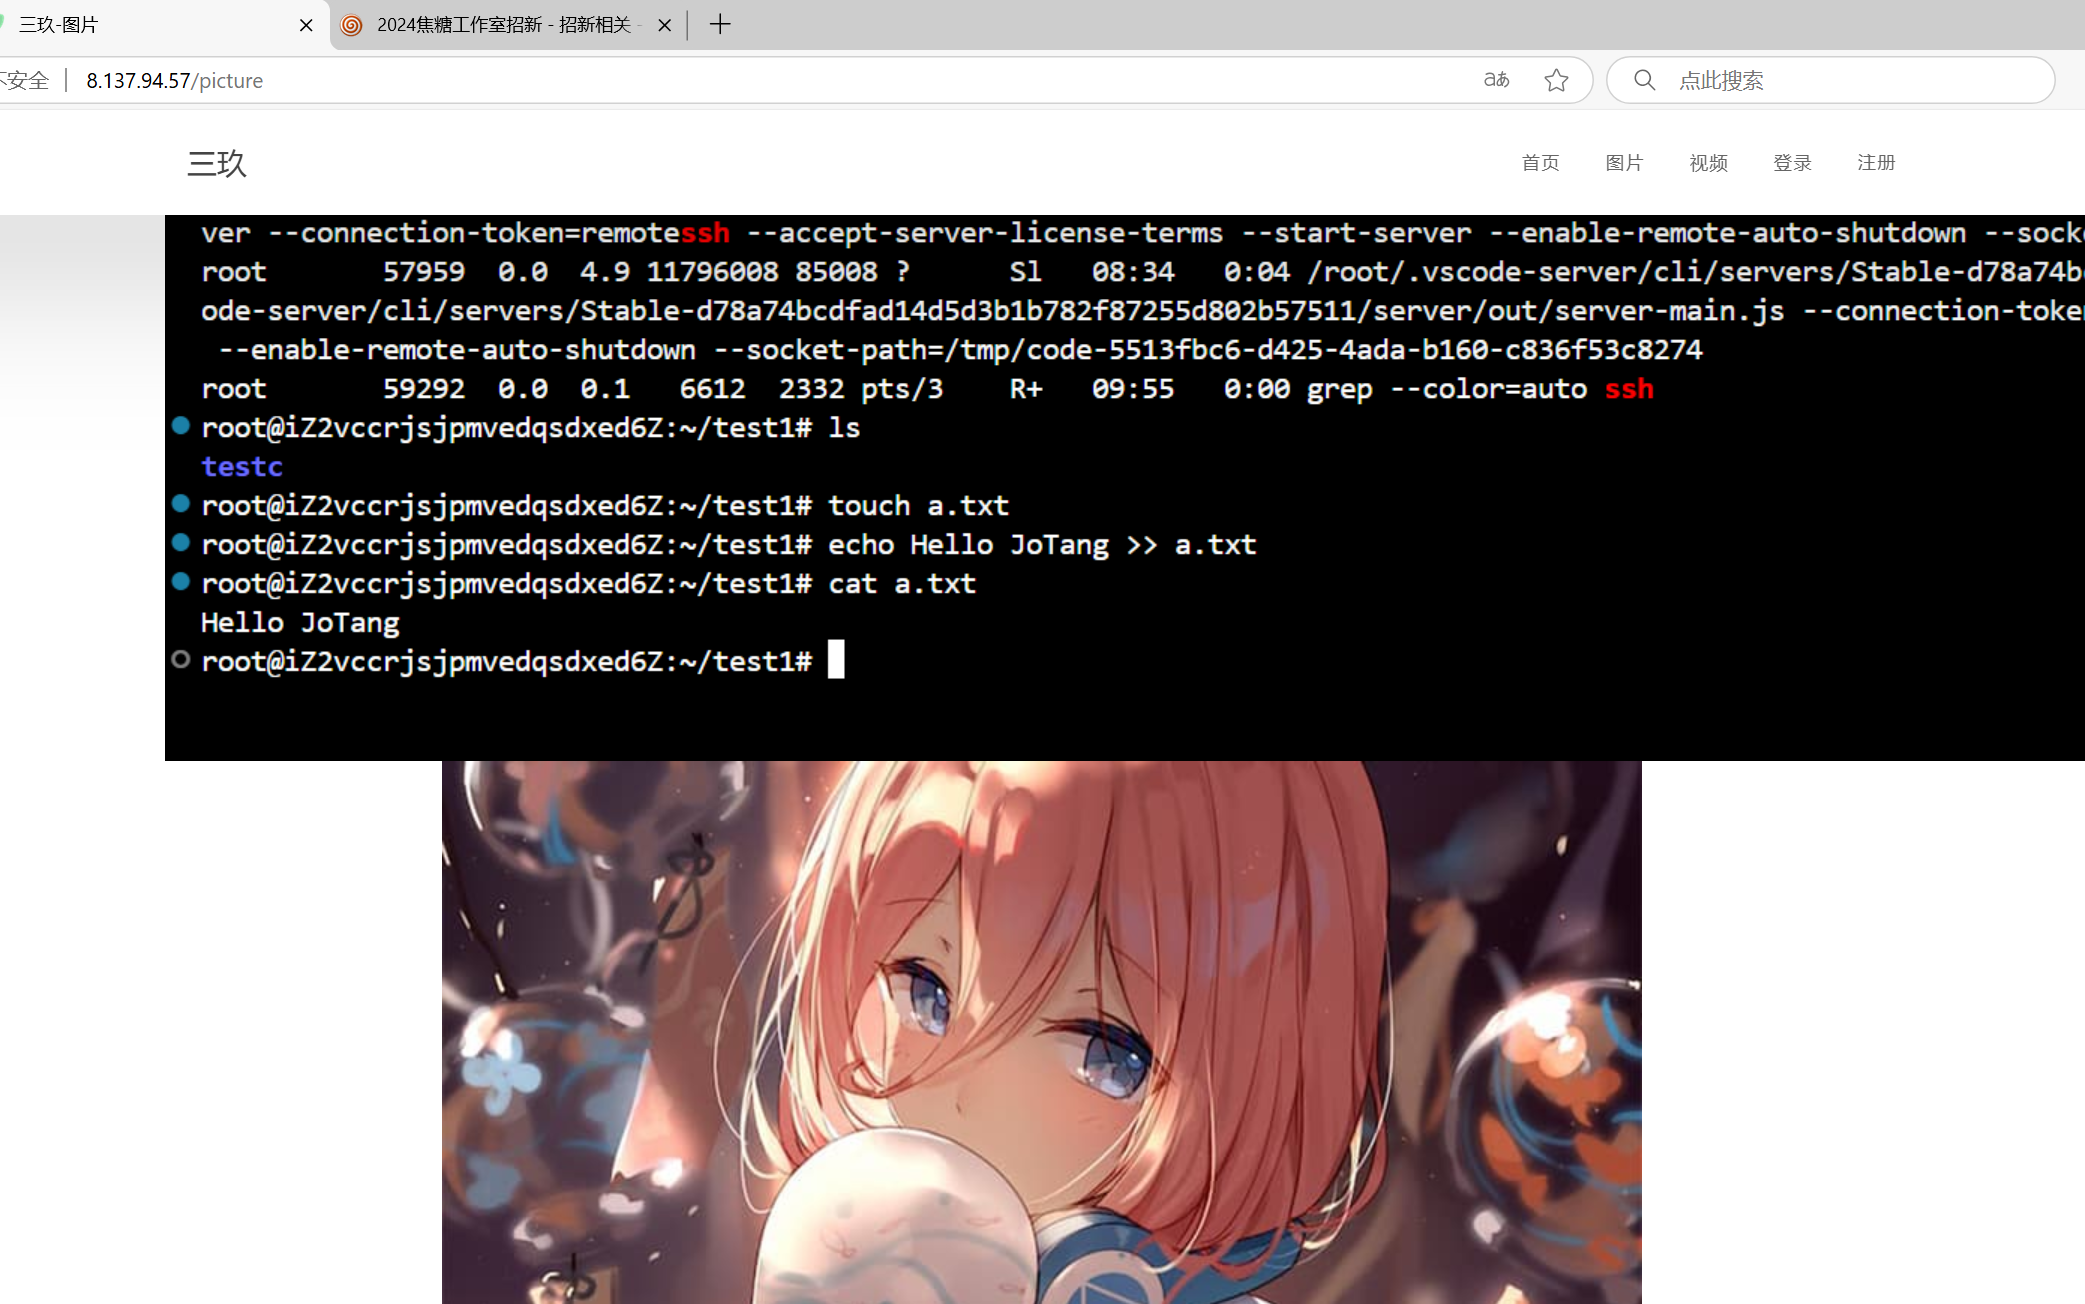 三玖-图片
2024焦糖工作室招新 - 招新相关 -
不安全 8.137.94.57/picture
点此搜索
三玖
首页 图片 视频 登录 注册
ver --connection-token=remotessh --accept-server-license-terms --start-server --enable-remote-auto-shutdown --sock
root 57959 0.0 4.9 11796008 85008 ? Sl 08:34 0:04 /root/.vscode-server/cli/servers/Stable-d78a74b
ode-server/cli/servers/Stable-d78a74bcdfad14d5d3b1b782f87255d802b57511/server/out/server-main.js --connection-toke
--enable-remote-auto-shutdown --socket-path=/tmp/code-5513fbc6-d425-4ada-b160-c836f53c8274
root 59292 0.0 0.1 6612 2332 pts/3 R+ 09:55 0:00 grep --color=auto ssh
root@iZ2vccrjsjpmvedqsdxed6Z:~/test1# ls
testc
root@iZ2vccrjsjpmvedqsdxed6Z:~/test1# touch a.txt
root@iZ2vccrjsjpmvedqsdxed6Z:~/test1# echo Hello JoTang >> a.txt
root@iZ2vccrjsjpmvedqsdxed6Z:~/test1# cat a.txt
Hello JoTang
root@iZ2vccrjsjpmvedqsdxed6Z:~/test1#